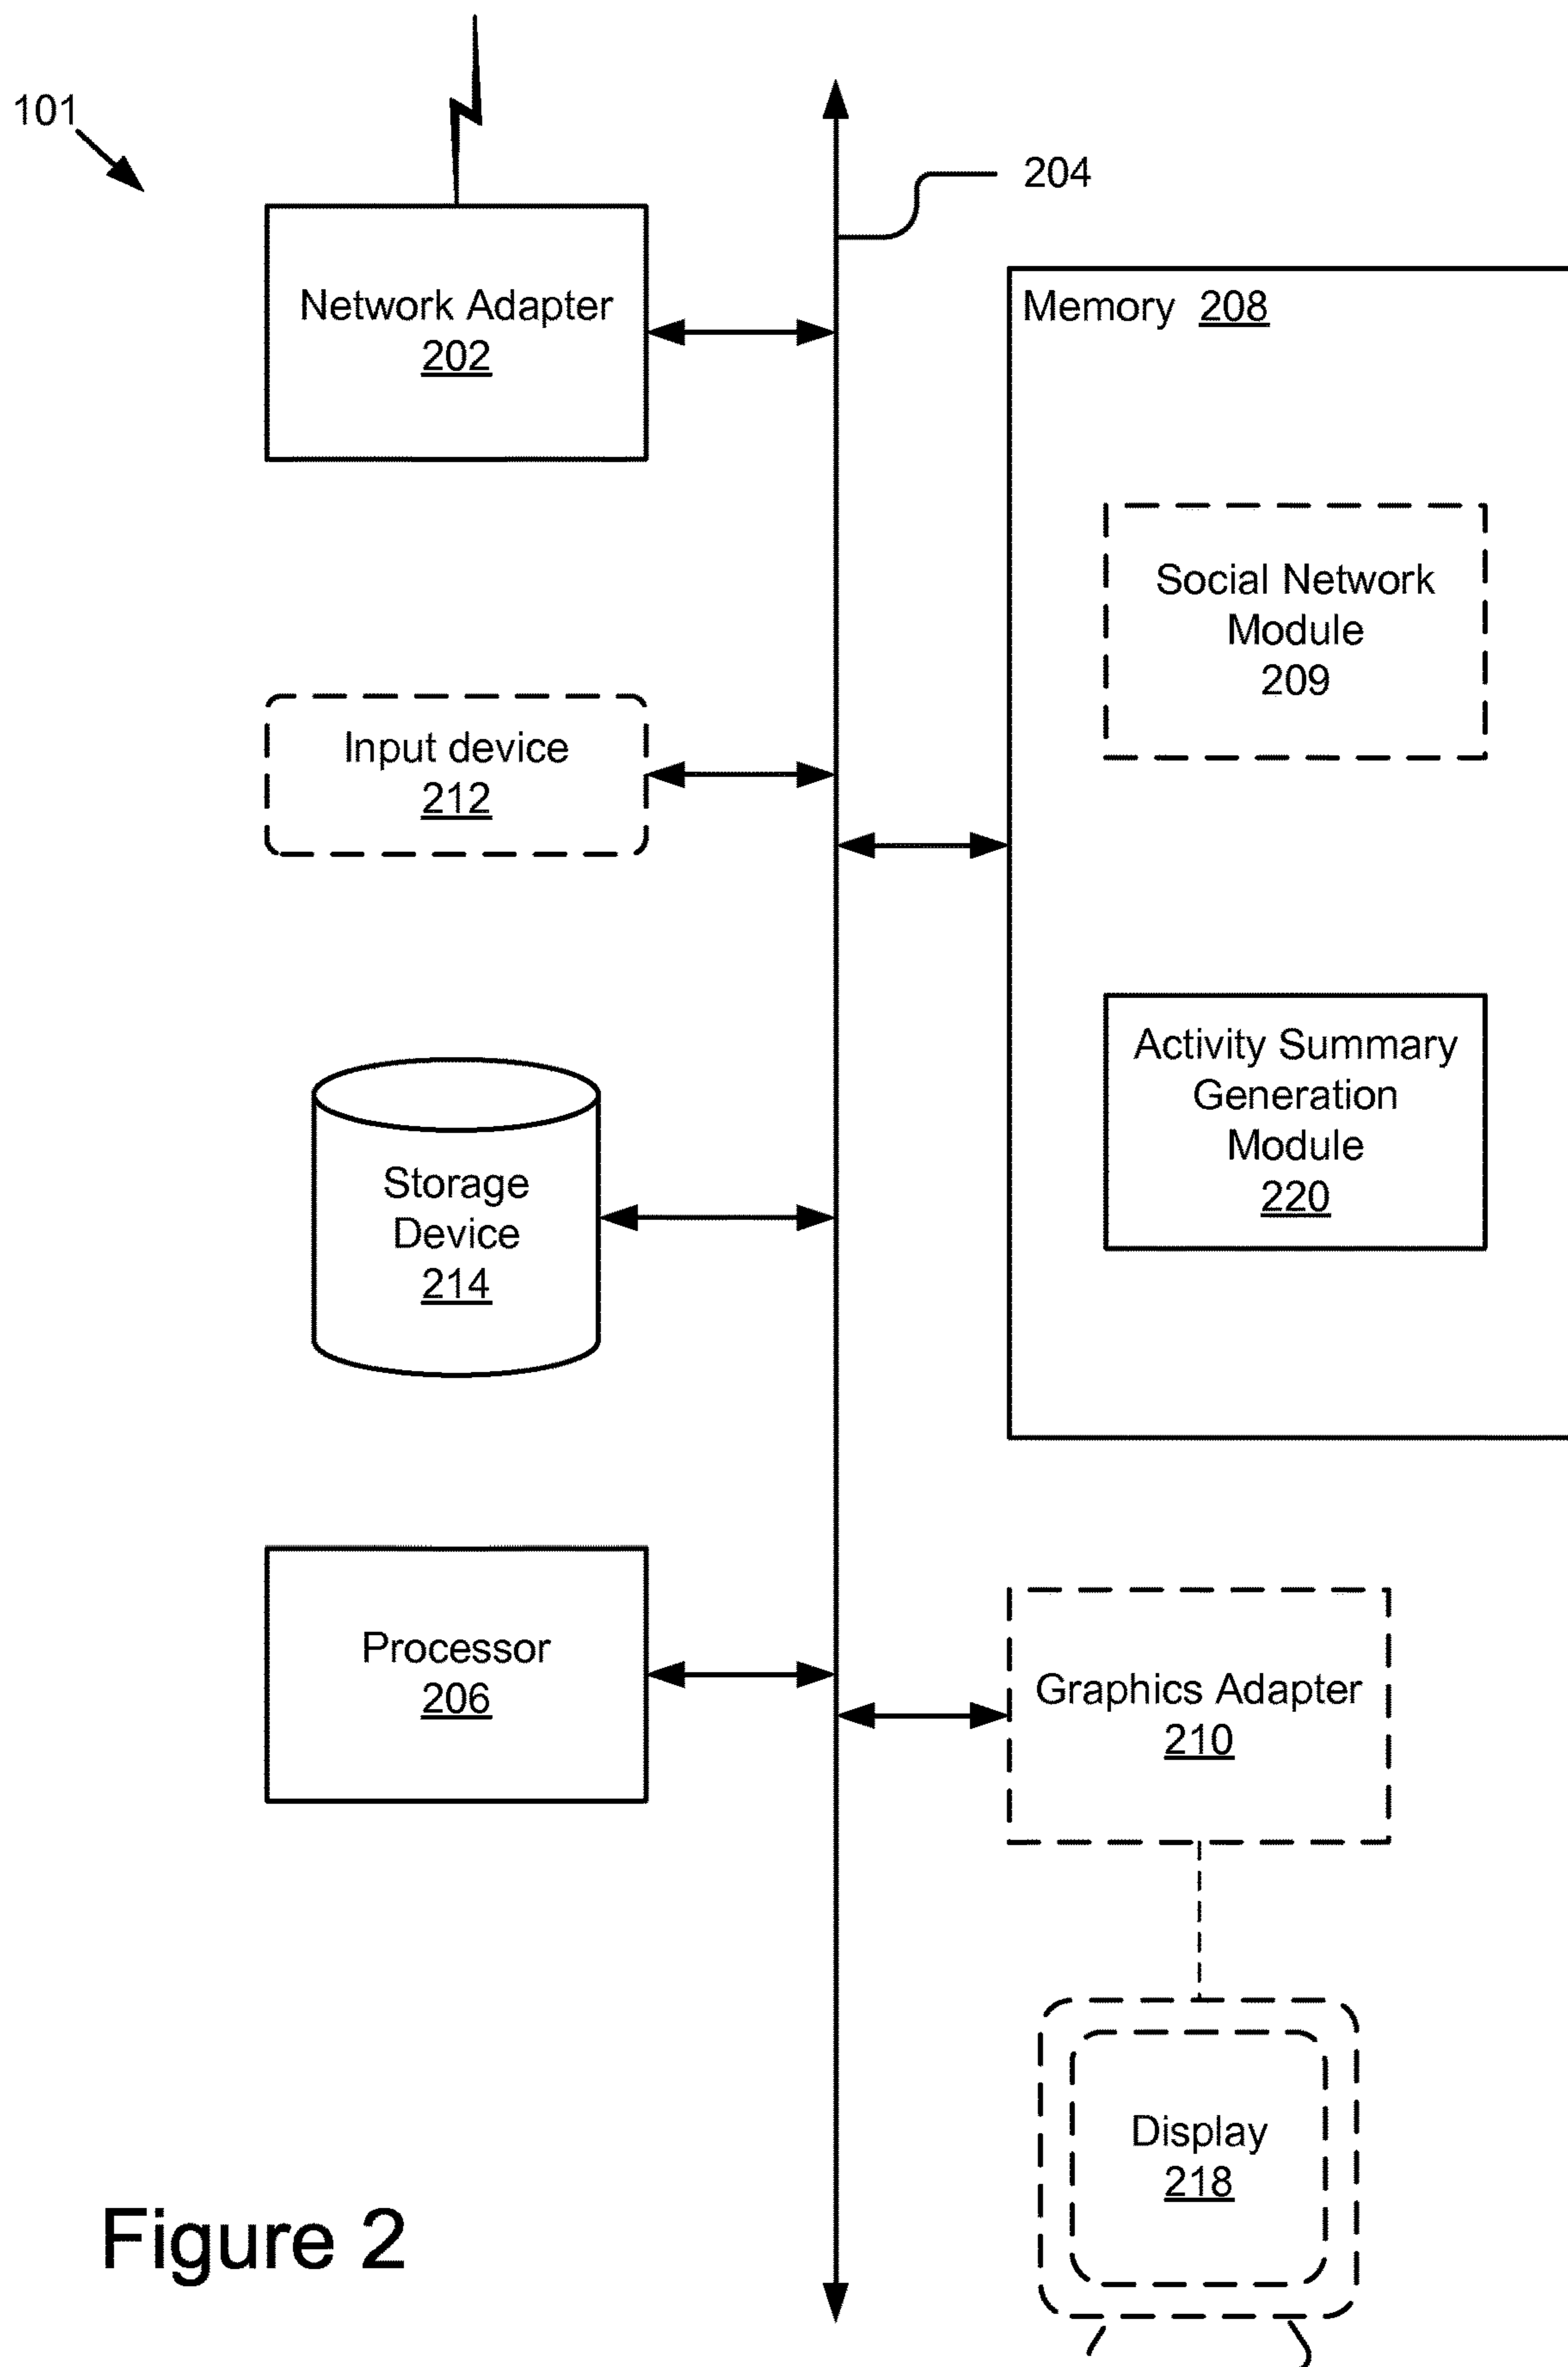 101
204
Network Adapter
202
Memory 208
Social Network
Module
209
Input device
212
Activity Summary
Generation
Module
220
Storage
Device
214
Processor
206
Graphics Adapter
210
Display
218
Figure 2